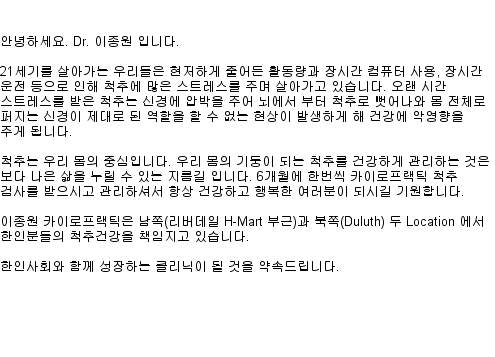 안녕하세요. Dr. 이종원 입니다.
21세기를 살아가는 우리들은 현저하게 줄어든 활동량과 장시간 컴퓨터 사용, 장시간
운전 등으로 인해 척추에 많은 스트레스를 주며 살아가고 있습니다. 오랜 시간
스트레스를 받은 척추는 신경에 압박을 주어 뇌에서 부터 척추로 뻗어나와 몸 전체로
퍼지는 신경이 제대로 된 역할을 할 수 없는 현상이 발생하게 해 건강에 악영향을
주게 됩니다.
척추는 우리 몸의 중심입니다. 우리 몸의 기둥이 되는 척추를 건강하게 관리하는 것은
보다 나은 삶을 누릴 수 있는 지름길 입니다. 6개월에 한번씩 카이로프랙틱 척추
검사를 받으시고 관리하셔서 항상 건강하고 행복한 여러분이 되시길 기원합니다.
이종원 카이로프랙틱은 남쪽(리버데일 H-Mart 부근)과 북쪽(Duluth) 두 Location 에서
한인분들의 척추건강을 책임지고 있습니다.
한인사회와 함께 성장하는 클리닉이 될 것을 약속드립니다.